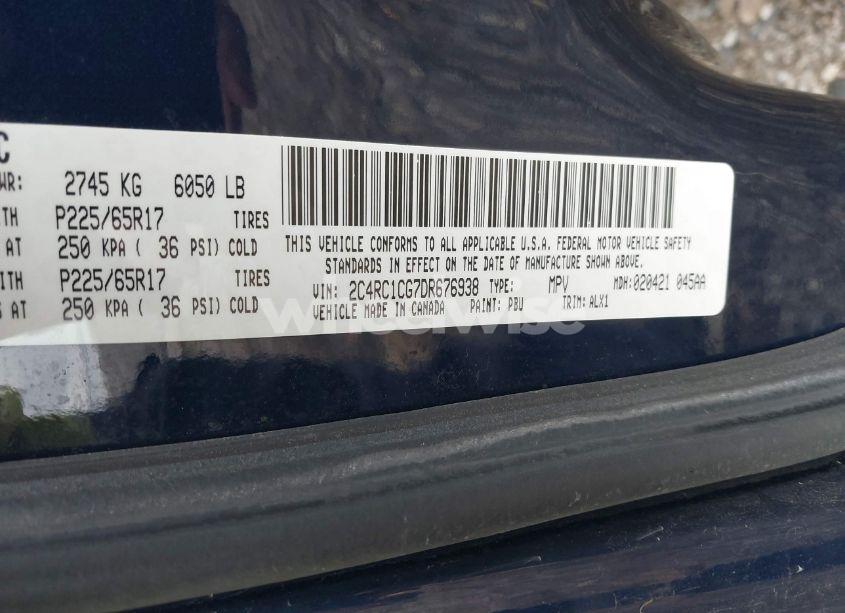 C
WR: 2745 KG 6050 LB
TH P225/65R17 TIRES
AT 250 KPA ( 36 PSI) COLD
ITH P225/65R17 TIRES
S AT 250 KPA ( 36 PSI) COLD
THIS VEHICLE CONFORMS TO ALL APPLICABLE U.S.A. FEDERAL MOTOR VEHICLE SAFETY
STANDARDS IN EFFECT ON THE DATE OF MANUFACTURE SHOWN ABOVE.
VIN: 2C4RC1CG7DR676938 TYPE: MPV MDH:020421 045AA
VEHICLE MADE IN CANADA PAINT: PBU TRIM: ALX1
wheelwise